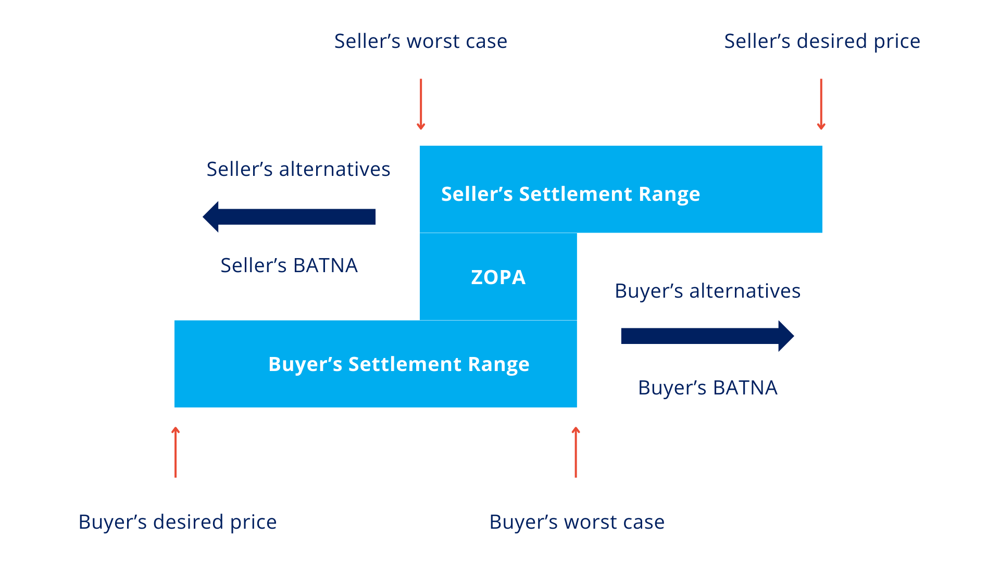 Seller’s worst case
Seller’s desired price
Seller’s alternatives
Seller’s Settlement Range
Seller’s BATNA
ZOPA
Buyer’s alternatives
Buyer’s Settlement Range
Buyer’s BATNA
Buyer’s desired price
Buyer’s worst case